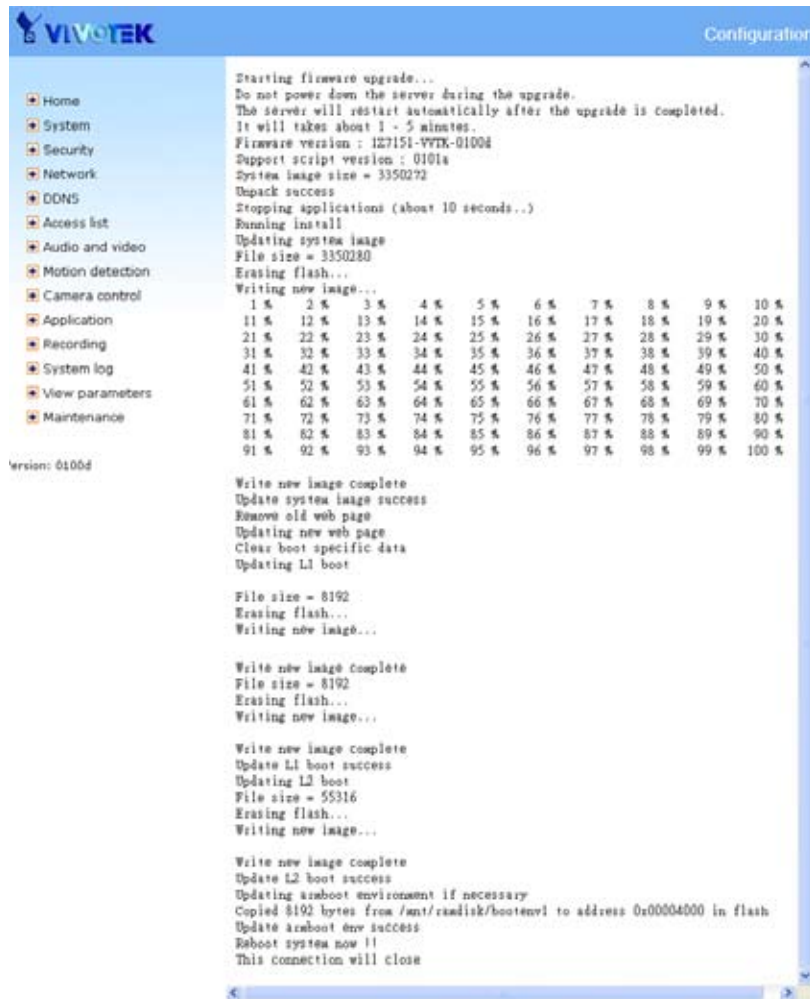 VIVOTEK
Configuration
Home
System
Security
Network
DDNS
Access list
Audio and video
Motion detection
Camera control
Application
Recording
System log
View parameters
Maintenance
Version: 0100d
Starting firmware upgrade...
Do not power down the server during the upgrade.
The server will restart automatically after the upgrade is completed.
It will takes about 1 - 5 minutes.
Firmware version : IZ7151-VVTK-0100d
Support script version : 0101a
System image size = 3350272
Unpack success
Stopping applications (about 10 seconds..)
Running install
Updating system image
File size = 3350280
Erasing flash...
Writing new image...
1 % 2 % 3 % 4 % 5 % 6 % 7 % 8 % 9 % 10 %
11 % 12 % 13 % 14 % 15 % 16 % 17 % 18 % 19 % 20 %
21 % 22 % 23 % 24 % 25 % 26 % 27 % 28 % 29 % 30 %
31 % 32 % 33 % 34 % 35 % 36 % 37 % 38 % 39 % 40 %
41 % 42 % 43 % 44 % 45 % 46 % 47 % 48 % 49 % 50 %
51 % 52 % 53 % 54 % 55 % 56 % 57 % 58 % 59 % 60 %
61 % 62 % 63 % 64 % 65 % 66 % 67 % 68 % 69 % 70 %
71 % 72 % 73 % 74 % 75 % 76 % 77 % 78 % 79 % 80 %
81 % 82 % 83 % 84 % 85 % 86 % 87 % 88 % 89 % 90 %
91 % 92 % 93 % 94 % 95 % 96 % 97 % 98 % 99 % 100 %
Write new image complete
Update system image success
Remove old web page
Updating new web page
Clear boot specific data
Updating L1 boot
File size = 8192
Erasing flash...
Writing new image...
Write new image complete
File size = 8192
Erasing flash...
Writing new image...
Write new image complete
Update L1 boot success
Updating L2 boot
File size = 55316
Erasing flash...
Writing new image...
Write new image complete
Update L2 boot success
Updating armboot environment if necessary
Copied 8192 bytes from /mnt/ramdisk/bootenv1 to address 0x00004000 in flash
Update armboot env success
Reboot system now !!
This connection will close